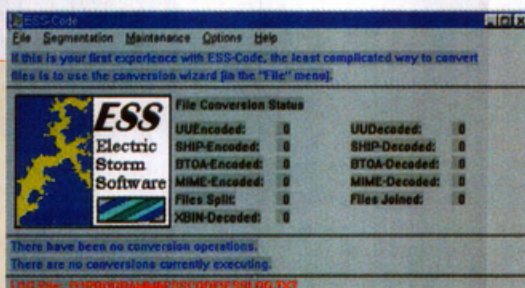 ESS-Code
File Segmentation Maintenance Options Help
If this is your first experience with ESS-Code, the least complicated way to convert
files is to use the conversion wizard [in the "File" menu].
ESS
Electric
Storm
Software
File Conversion Status
UUEncoded: 0 UUDecoded: 0
SHIP-Encoded: 0 SHIP-Decoded: 0
BTOA-Encoded: 0 BTOA-Decoded: 0
MIME-Encoded: 0 MIME-Decoded: 0
Files Split: 0 Files Joined: 0
XBIN-Decoded: 0
There have been no conversion operations.
There are no conversions currently executing.